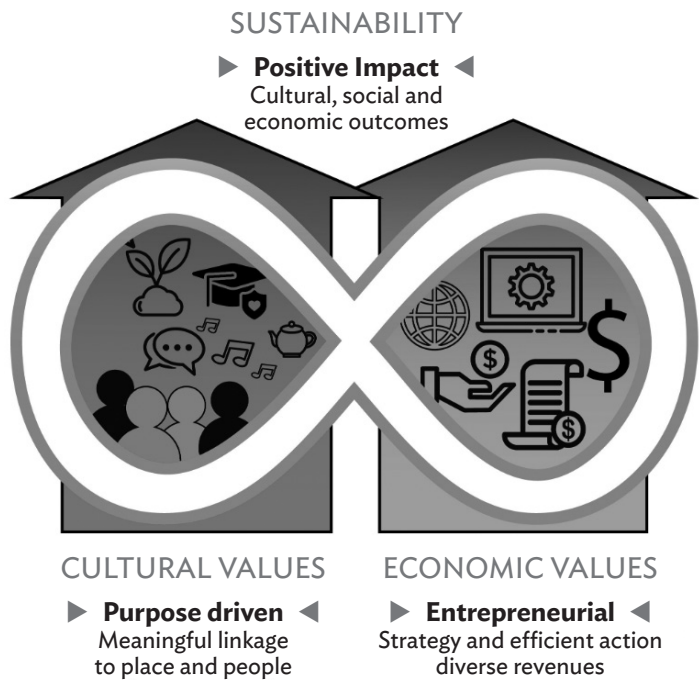 SUSTAINABILITY
▶ Positive Impact ◀
Cultural, social and
economic outcomes
$
$
$
CULTURAL VALUES
▶ Purpose driven ◀
Meaningful linkage
to place and people
ECONOMIC VALUES
▶ Entrepreneurial ◀
Strategy and efficient action
diverse revenues